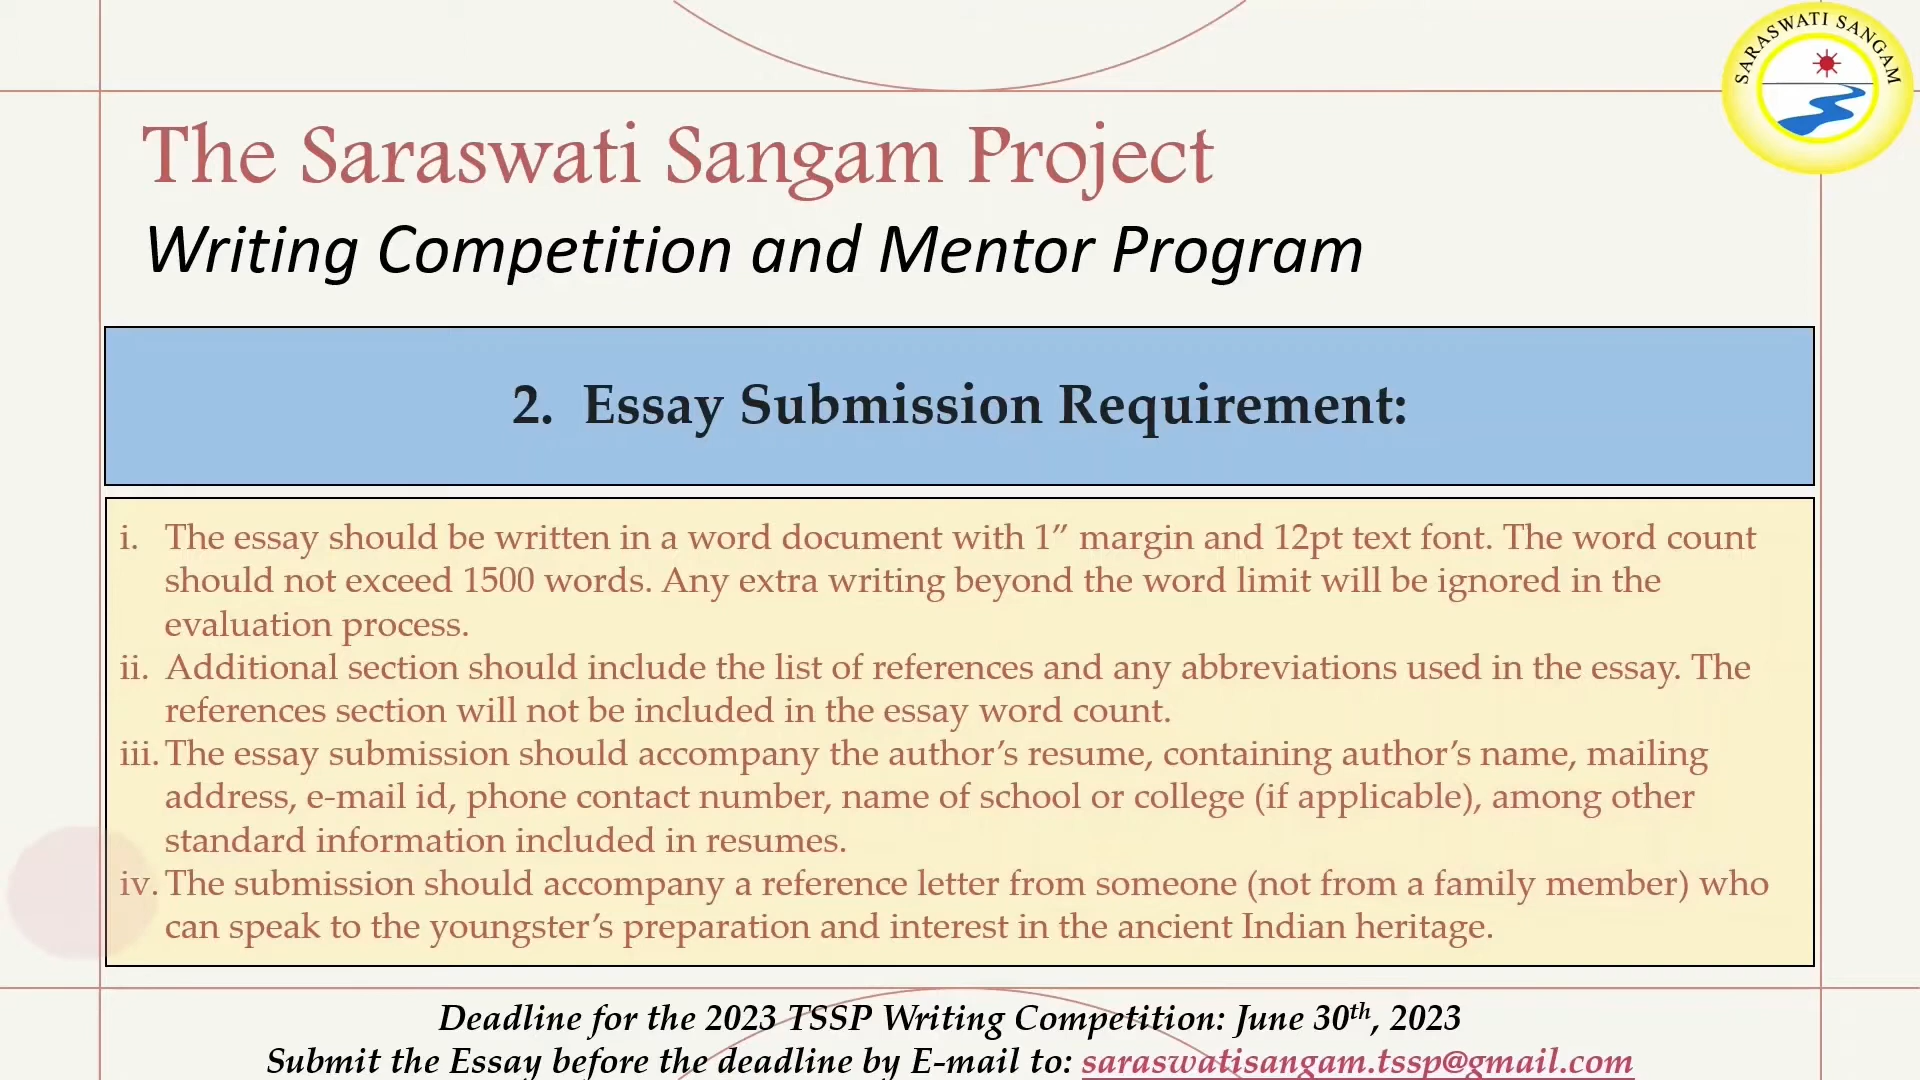 SARASWATI SANGAM
The Saraswati Sangam Project
Writing Competition and Mentor Program
2. Essay Submission Requirement:
i. The essay should be written in a word document with 1” margin and 12pt text font. The word count
should not exceed 1500 words. Any extra writing beyond the word limit will be ignored in the
evaluation process.
ii. Additional section should include the list of references and any abbreviations used in the essay. The
references section will not be included in the essay word count.
iii. The essay submission should accompany the author’s resume, containing author’s name, mailing
address, e-mail id, phone contact number, name of school or college (if applicable), among other
standard information included in resumes.
iv. The submission should accompany a reference letter from someone (not from a family member) who
can speak to the youngster’s preparation and interest in the ancient Indian heritage.
Deadline for the 2023 TSSP Writing Competition: June 30th, 2023
Submit the Essay before the deadline by E-mail to: saraswatisangam.tssp@gmail.com